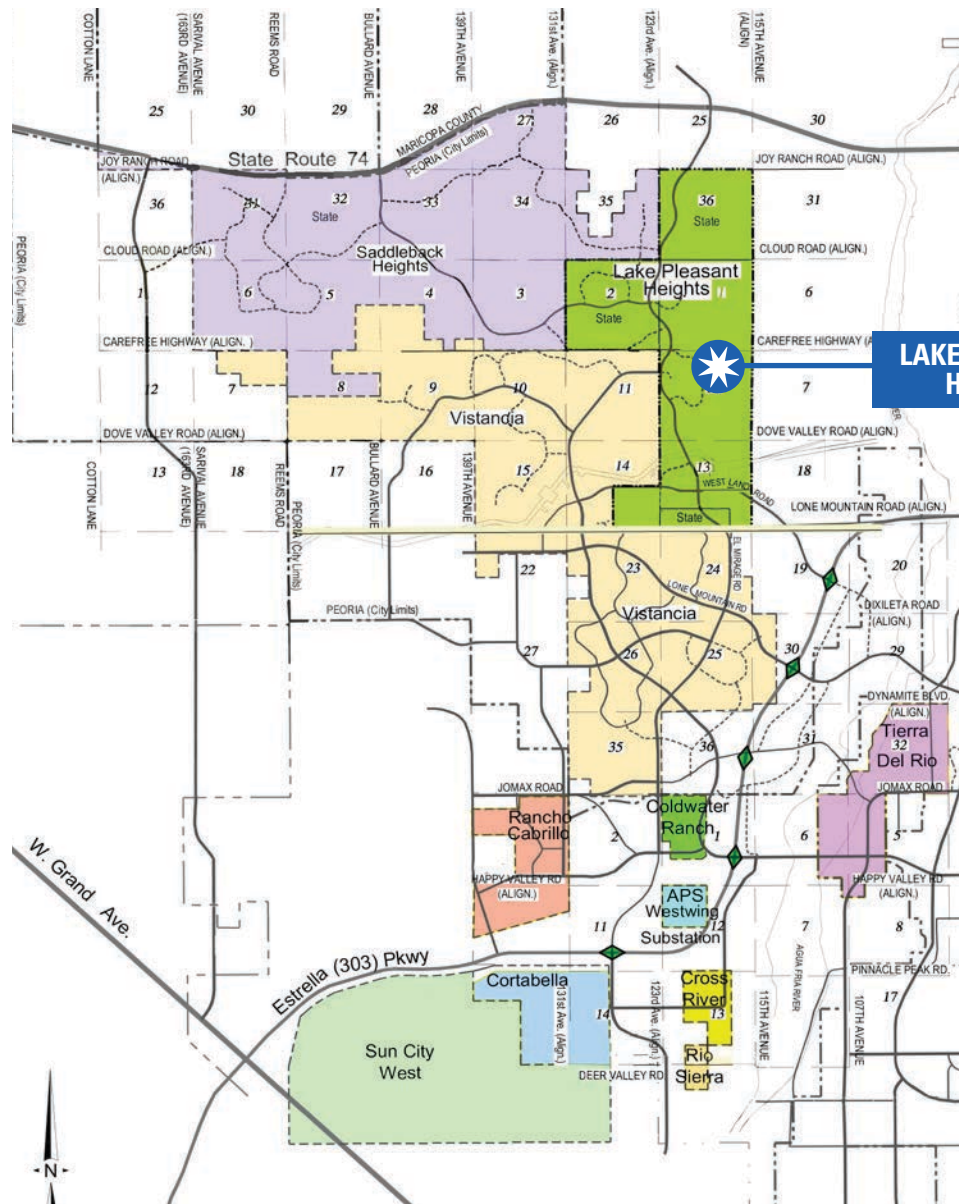 COTTON LANE
SARIVAL AVENUE
(163RD AVENUE)
REEMS ROAD
BULLARD AVENUE
139TH AVENUE
131st Ave. (Align.)
123rd Ave. (Align.)
115TH AVENUE
(ALIGN)
25
30
29
28
27
26
25
30
MARICOPA COUNTY
PEORIA (City Limits)
State Route 74
JOY RANCH ROAD
(ALIGN.)
JOY RANCH ROAD (ALIGN.)
36
31
32
33
34
35
36
31
State
State
PEORIA (City Limits)
CLOUD ROAD (ALIGN.)
CLOUD ROAD (ALIGN.)
Saddleback
Heights
Lake Pleasant
Heights
1
6
5
4
3
2
1
6
State
CAREFREE HIGHWAY (ALIGN. )
CAREFREE HIGHWAY (A
LAKE
H
12
7
8
9
10
11
7
Vistancia
DOVE VALLEY ROAD (ALIGN.)
DOVE VALLEY ROAD (ALIGN.)
COTTON LANE
13
SARIVAL AVENUE
(163RD AVENUE)
18
REEMS ROAD
17
BULLARD AVENUE
16
139TH AVENUE
15
14
13
18
WEST LAND ROAD
PEORIA (City Limits)
LONE MOUNTAIN ROAD (ALIGN.)
State
EL MIRAGE RD
22
23
24
19
20
LONE MOUNTAIN RD
DIXILETA ROAD
(ALIGN.)
PEORIA (City Limits)
Vistancia
27
26
25
30
29
DYNAMITE BLVD.
(ALIGN.)
35
36
31
32
Tierra
Del Rio
JOMAX ROAD
JOMAX ROAD
Rancho
Cabrillo
Coldwater
Ranch
2
1
6
5
HAPPY VALLEY RD
(ALIGN.)
HAPPY VALLEY RD
(ALIGN.)
W. Grand Ave.
APS
Westwing
Substation
11
12
7
8
AGUA FRIA RIVER
Estrella (303) Pkwy
PINNACLE PEAK RD.
Cortabella
131st Ave. (Align.)
14
123rd Ave. (Align.)
Cross
River
13
115TH AVENUE
107TH AVENUE
17
Sun City
West
Rio
Sierra
DEER VALLEY RD
N